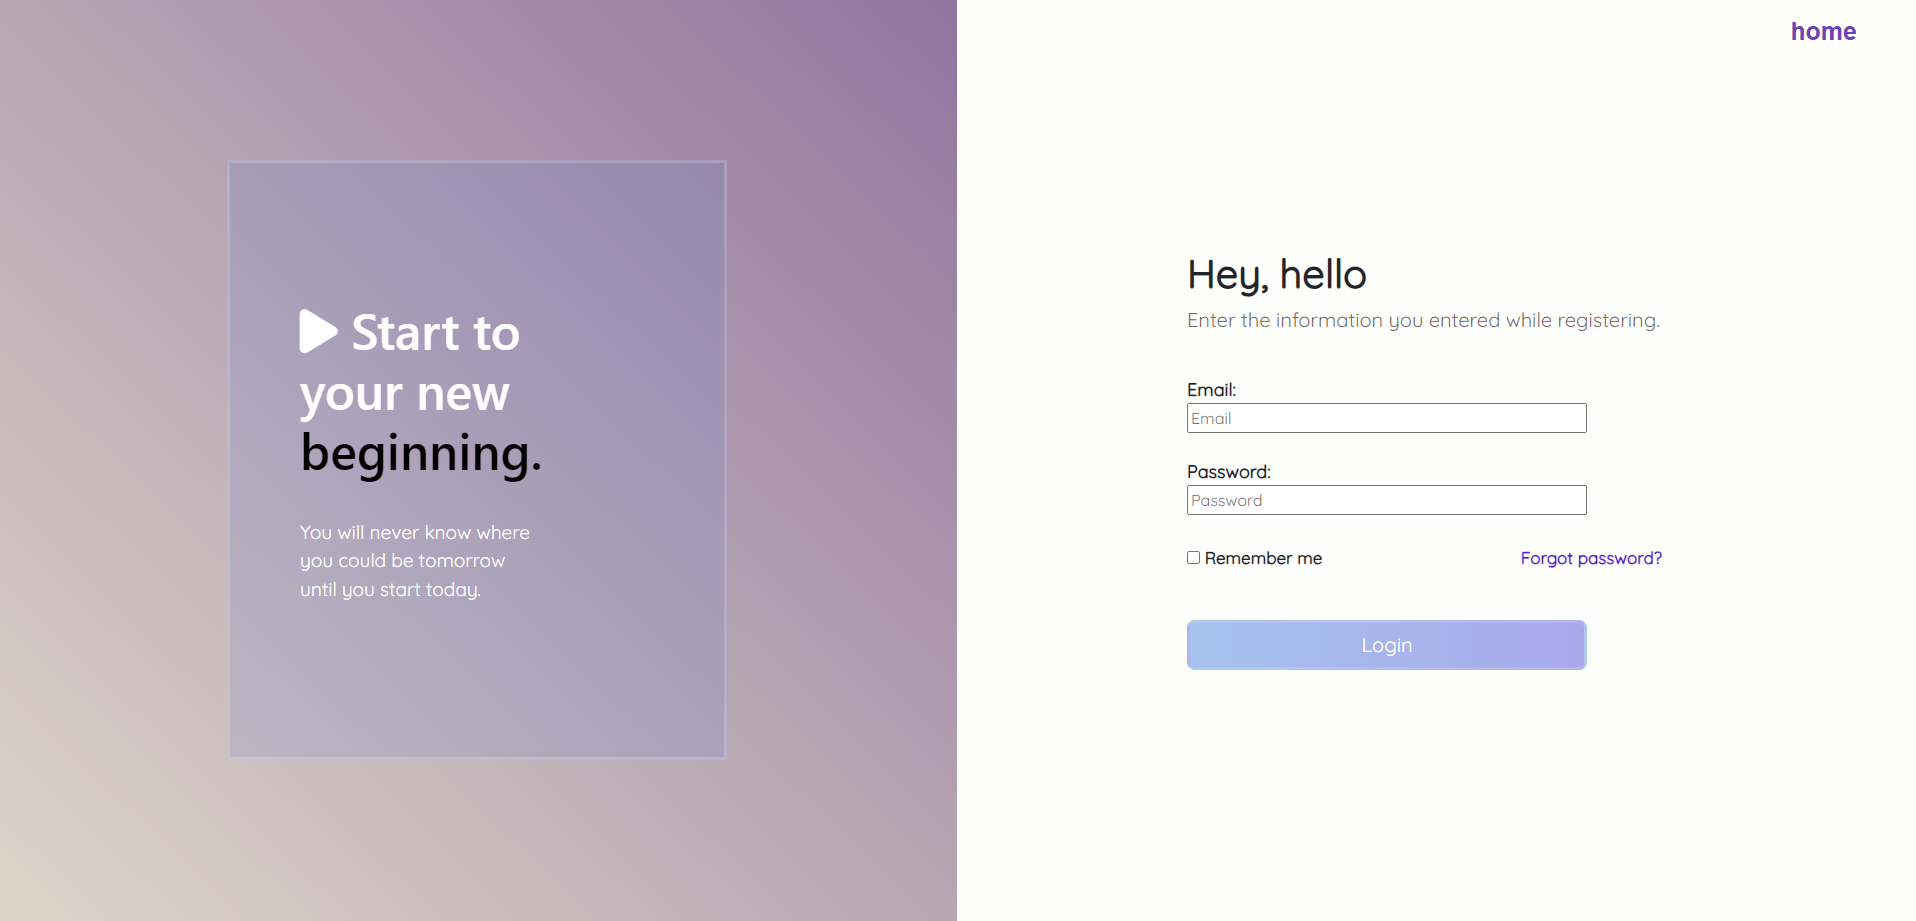 home
Start to
your new
beginning.
You will never know where
you could be tomorrow
until you start today.
Hey, hello
Enter the information you entered while registering.
Email:
Email
Password:
Password
Remember me
Forgot password?
Login